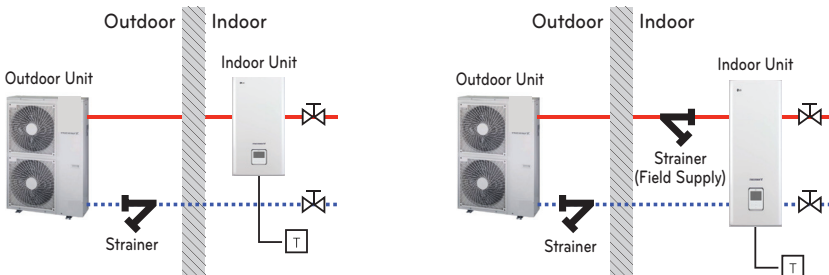 Outdoor
Indoor
Indoor Unit
Outdoor Unit
Strainer
T
Outdoor
Indoor
Indoor Unit
Outdoor Unit
Strainer
(Field Supply)
Strainer
T